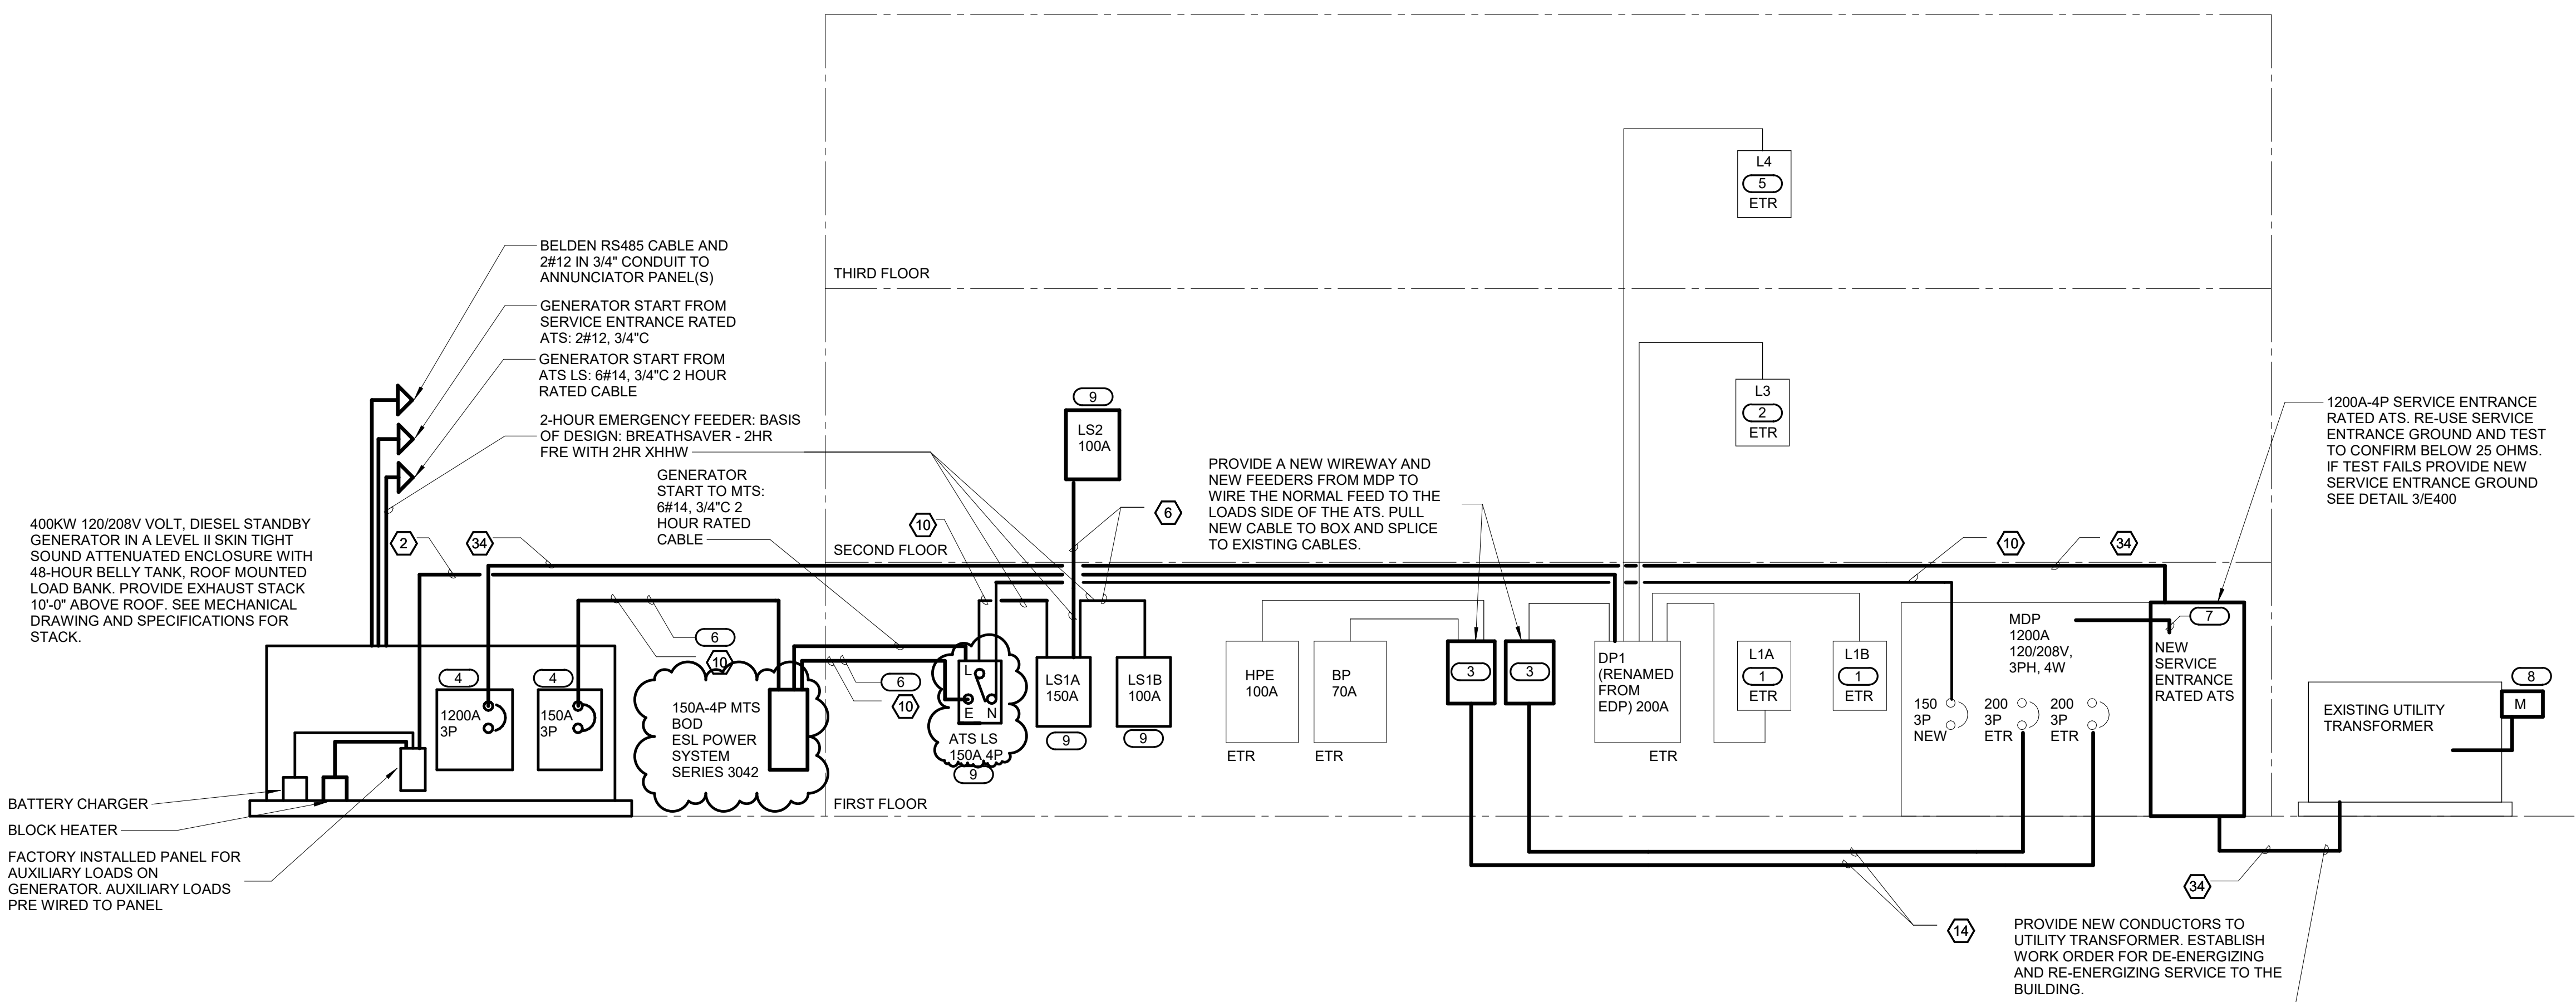 THIRD FLOOR
L4
5
ETR
BELDEN RS485 CABLE AND
2#12 IN 3/4" CONDUIT TO
ANNUNCIATOR PANEL(S)
GENERATOR START FROM
SERVICE ENTRANCE RATED
ATS: 2#12, 3/4"C
GENERATOR START FROM
ATS LS: 6#14, 3/4"C 2 HOUR
RATED CABLE
2-HOUR EMERGENCY FEEDER: BASIS
OF DESIGN: BREATHSAVER - 2HR
FRE WITH 2HR XHHW
GENERATOR
START TO MTS:
6#14, 3/4"C 2
HOUR RATED
CABLE
400KW 120/208V VOLT, DIESEL STANDBY
GENERATOR IN A LEVEL II SKIN TIGHT
SOUND ATTENUATED ENCLOSURE WITH
48-HOUR BELLY TANK, ROOF MOUNTED
LOAD BANK. PROVIDE EXHAUST STACK
10'-0" ABOVE ROOF. SEE MECHANICAL
DRAWING AND SPECIFICATIONS FOR
STACK.
2
34
SECOND FLOOR
10
9
LS2
100A
6
PROVIDE A NEW WIREWAY AND
NEW FEEDERS FROM MDP TO
WIRE THE NORMAL FEED TO THE
LOADS SIDE OF THE ATS. PULL
NEW CABLE TO BOX AND SPLICE
TO EXISTING CABLES.
L3
2
ETR
10
34
1200A-4P SERVICE ENTRANCE
RATED ATS. RE-USE SERVICE
ENTRANCE GROUND AND TEST
TO CONFIRM BELOW 25 OHMS.
IF TEST FAILS PROVIDE NEW
SERVICE ENTRANCE GROUND
SEE DETAIL 3/E400
4
1200A
3P
4
150A
3P
6
10
150A-4P MTS
BOD
ESL POWER
SYSTEM
SERIES 3042
6
10
L
E N
ATS LS
150A 4P
9
LS1A
150A
9
LS1B
100A
9
HPE
100A
ETR
BP
70A
ETR
3
3
DP1
(RENAMED
FROM
EDP) 200A
ETR
L1A
1
ETR
L1B
1
ETR
MDP
1200A
120/208V,
3PH, 4W
150
3P
NEW
200
3P
ETR
200
3P
ETR
7
NEW
SERVICE
ENTRANCE
RATED ATS
EXISTING UTILITY
TRANSFORMER
8
M
BATTERY CHARGER
BLOCK HEATER
FACTORY INSTALLED PANEL FOR
AUXILIARY LOADS ON
GENERATOR. AUXILIARY LOADS
PRE WIRED TO PANEL
FIRST FLOOR
34
14
PROVIDE NEW CONDUCTORS TO
UTILITY TRANSFORMER. ESTABLISH
WORK ORDER FOR DE-ENERGIZING
AND RE-ENERGIZING SERVICE TO THE
BUILDING.